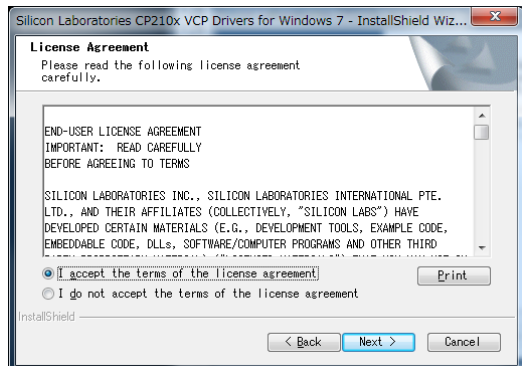 Silicon Laboratories CP210x VCP Drivers for Windows 7 - InstallShield Wiz...
License Agreement
Please read the following license agreement
carefully.
END-USER LICENSE AGREEMENT
IMPORTANT: READ CAREFULLY
BEFORE AGREEING TO TERMS
SILICON LABORATORIES INC., SILICON LABORATORIES INTERNATIONAL PTE.
LTD., AND THEIR AFFILIATES (COLLECTIVELY, "SILICON LABS") HAVE
DEVELOPED CERTAIN MATERIALS (E.G., DEVELOPMENT TOOLS, EXAMPLE CODE,
EMBEDDABLE CODE, DLLs, SOFTWARE/COMPUTER PROGRAMS AND OTHER THIRD
I accept the terms of the license agreement
Print
I do not accept the terms of the license agreement
InstallShield
< Back
Next >
Cancel